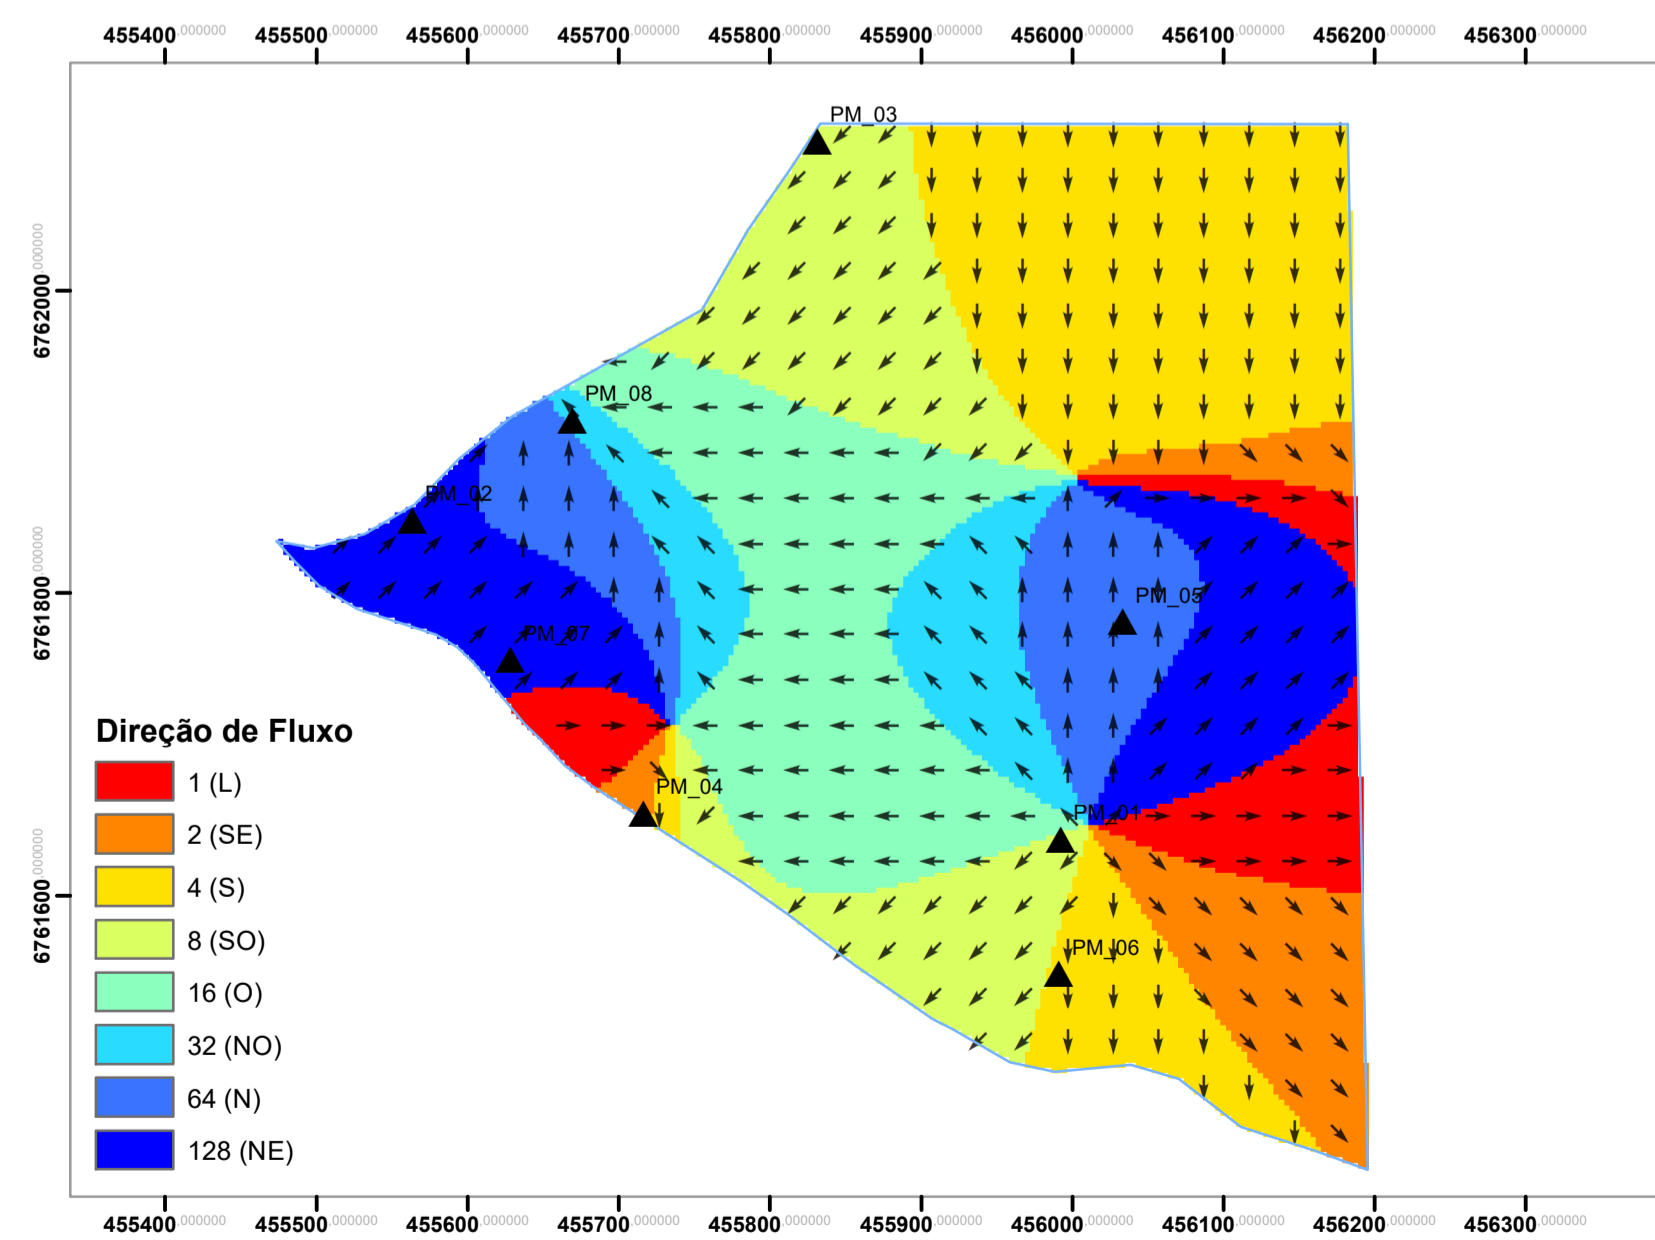 455400.000000 455500.000000 455600.000000 455700.000000 455800.000000 455900.000000 456000.000000 456100.000000 456200.000000 456300.000000
PM_03
6762000.000000
PM_08
PM_02
6761800.000000
PM_05
PM_07
Direção de Fluxo
1 (L)
PM_04
PM_01
2 (SE)
4 (S)
6761600.000000
8 (SO)
PM_06
16 (O)
32 (NO)
64 (N)
128 (NE)
455400.000000 455500.000000 455600.000000 455700.000000 455800.000000 455900.000000 456000.000000 456100.000000 456200.000000 456300.000000